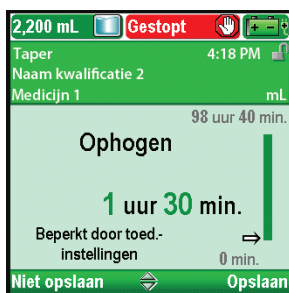 2,200 mL Gestopt
Taper 4:18 PM
Naam kwalificatie 2
Medicijn 1 mL
98 uur 40 min.
Ophogen
1 uur 30 min.
Beperkt door toed.-
instellingen
0 min.
Niet opslaan Opslaan